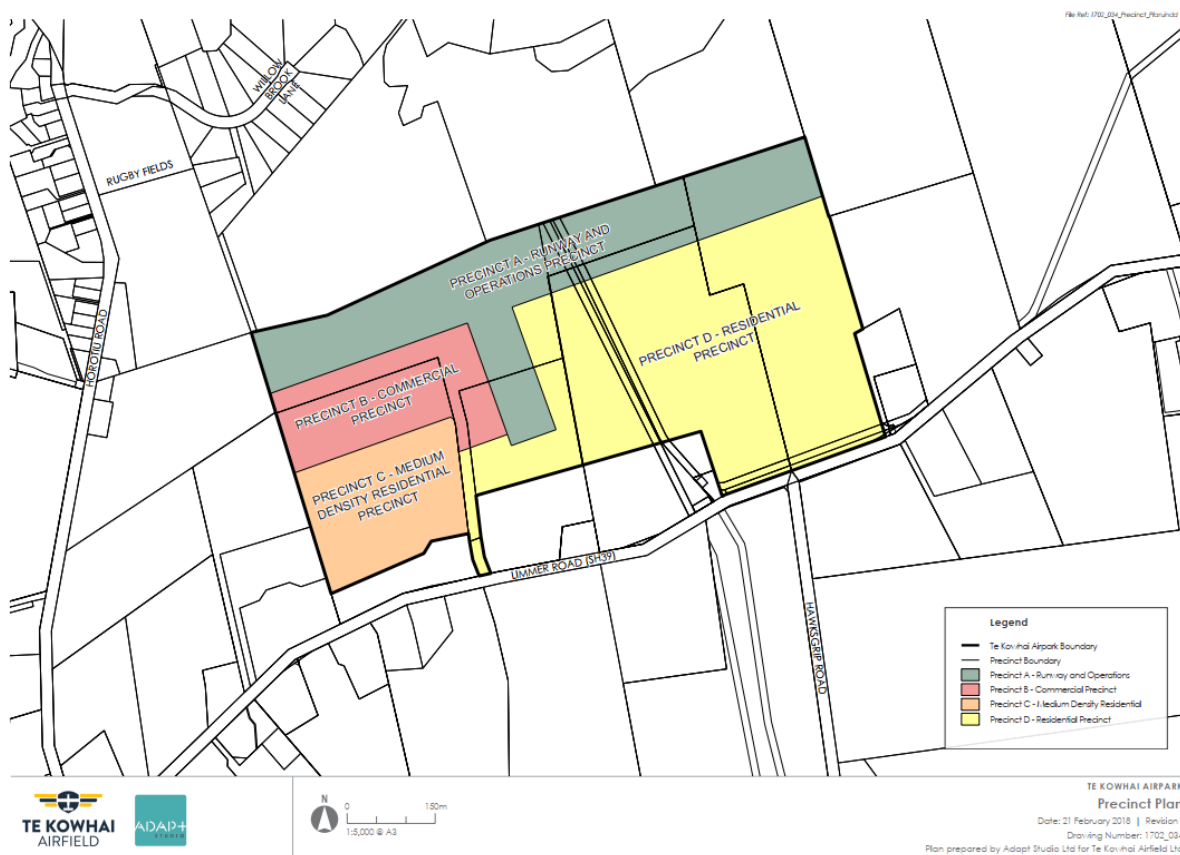 File Ref: 1702_034_Precinct_Plan.indd
WILLOW
BROOK
LANE
RUGBY FIELDS
HOROTIU ROAD
PRECINCT A - RUNWAY AND
OPERATIONS PRECINCT
PRECINCT D - RESIDENTIAL
PRECINCT
PRECINCT B - COMMERCIAL
PRECINCT
PRECINCT C - MEDIUM
DENSITY RESIDENTIAL
PRECINCT
LIMMER ROAD (SH39)
HAWKSGRIP ROAD
Legend
Te Kowhai Airpark Boundary
Precinct Boundary
Precinct A - Runway and Operations
Precinct B - Commercial Precinct
Precinct C - Medium Density Residential
Precinct D - Residential Precinct
TE KOWHAI
AIRFIELD
ADAPT
STUDIO
N
0 150m
1:5,000 @ A3
TE KOWHAI AIRPARK
Precinct Plan
Date: 21 February 2018 | Revision
Drawing Number: 1702_034
Plan prepared by Adapt Studio Ltd for Te Kowhai Airfield Ltd